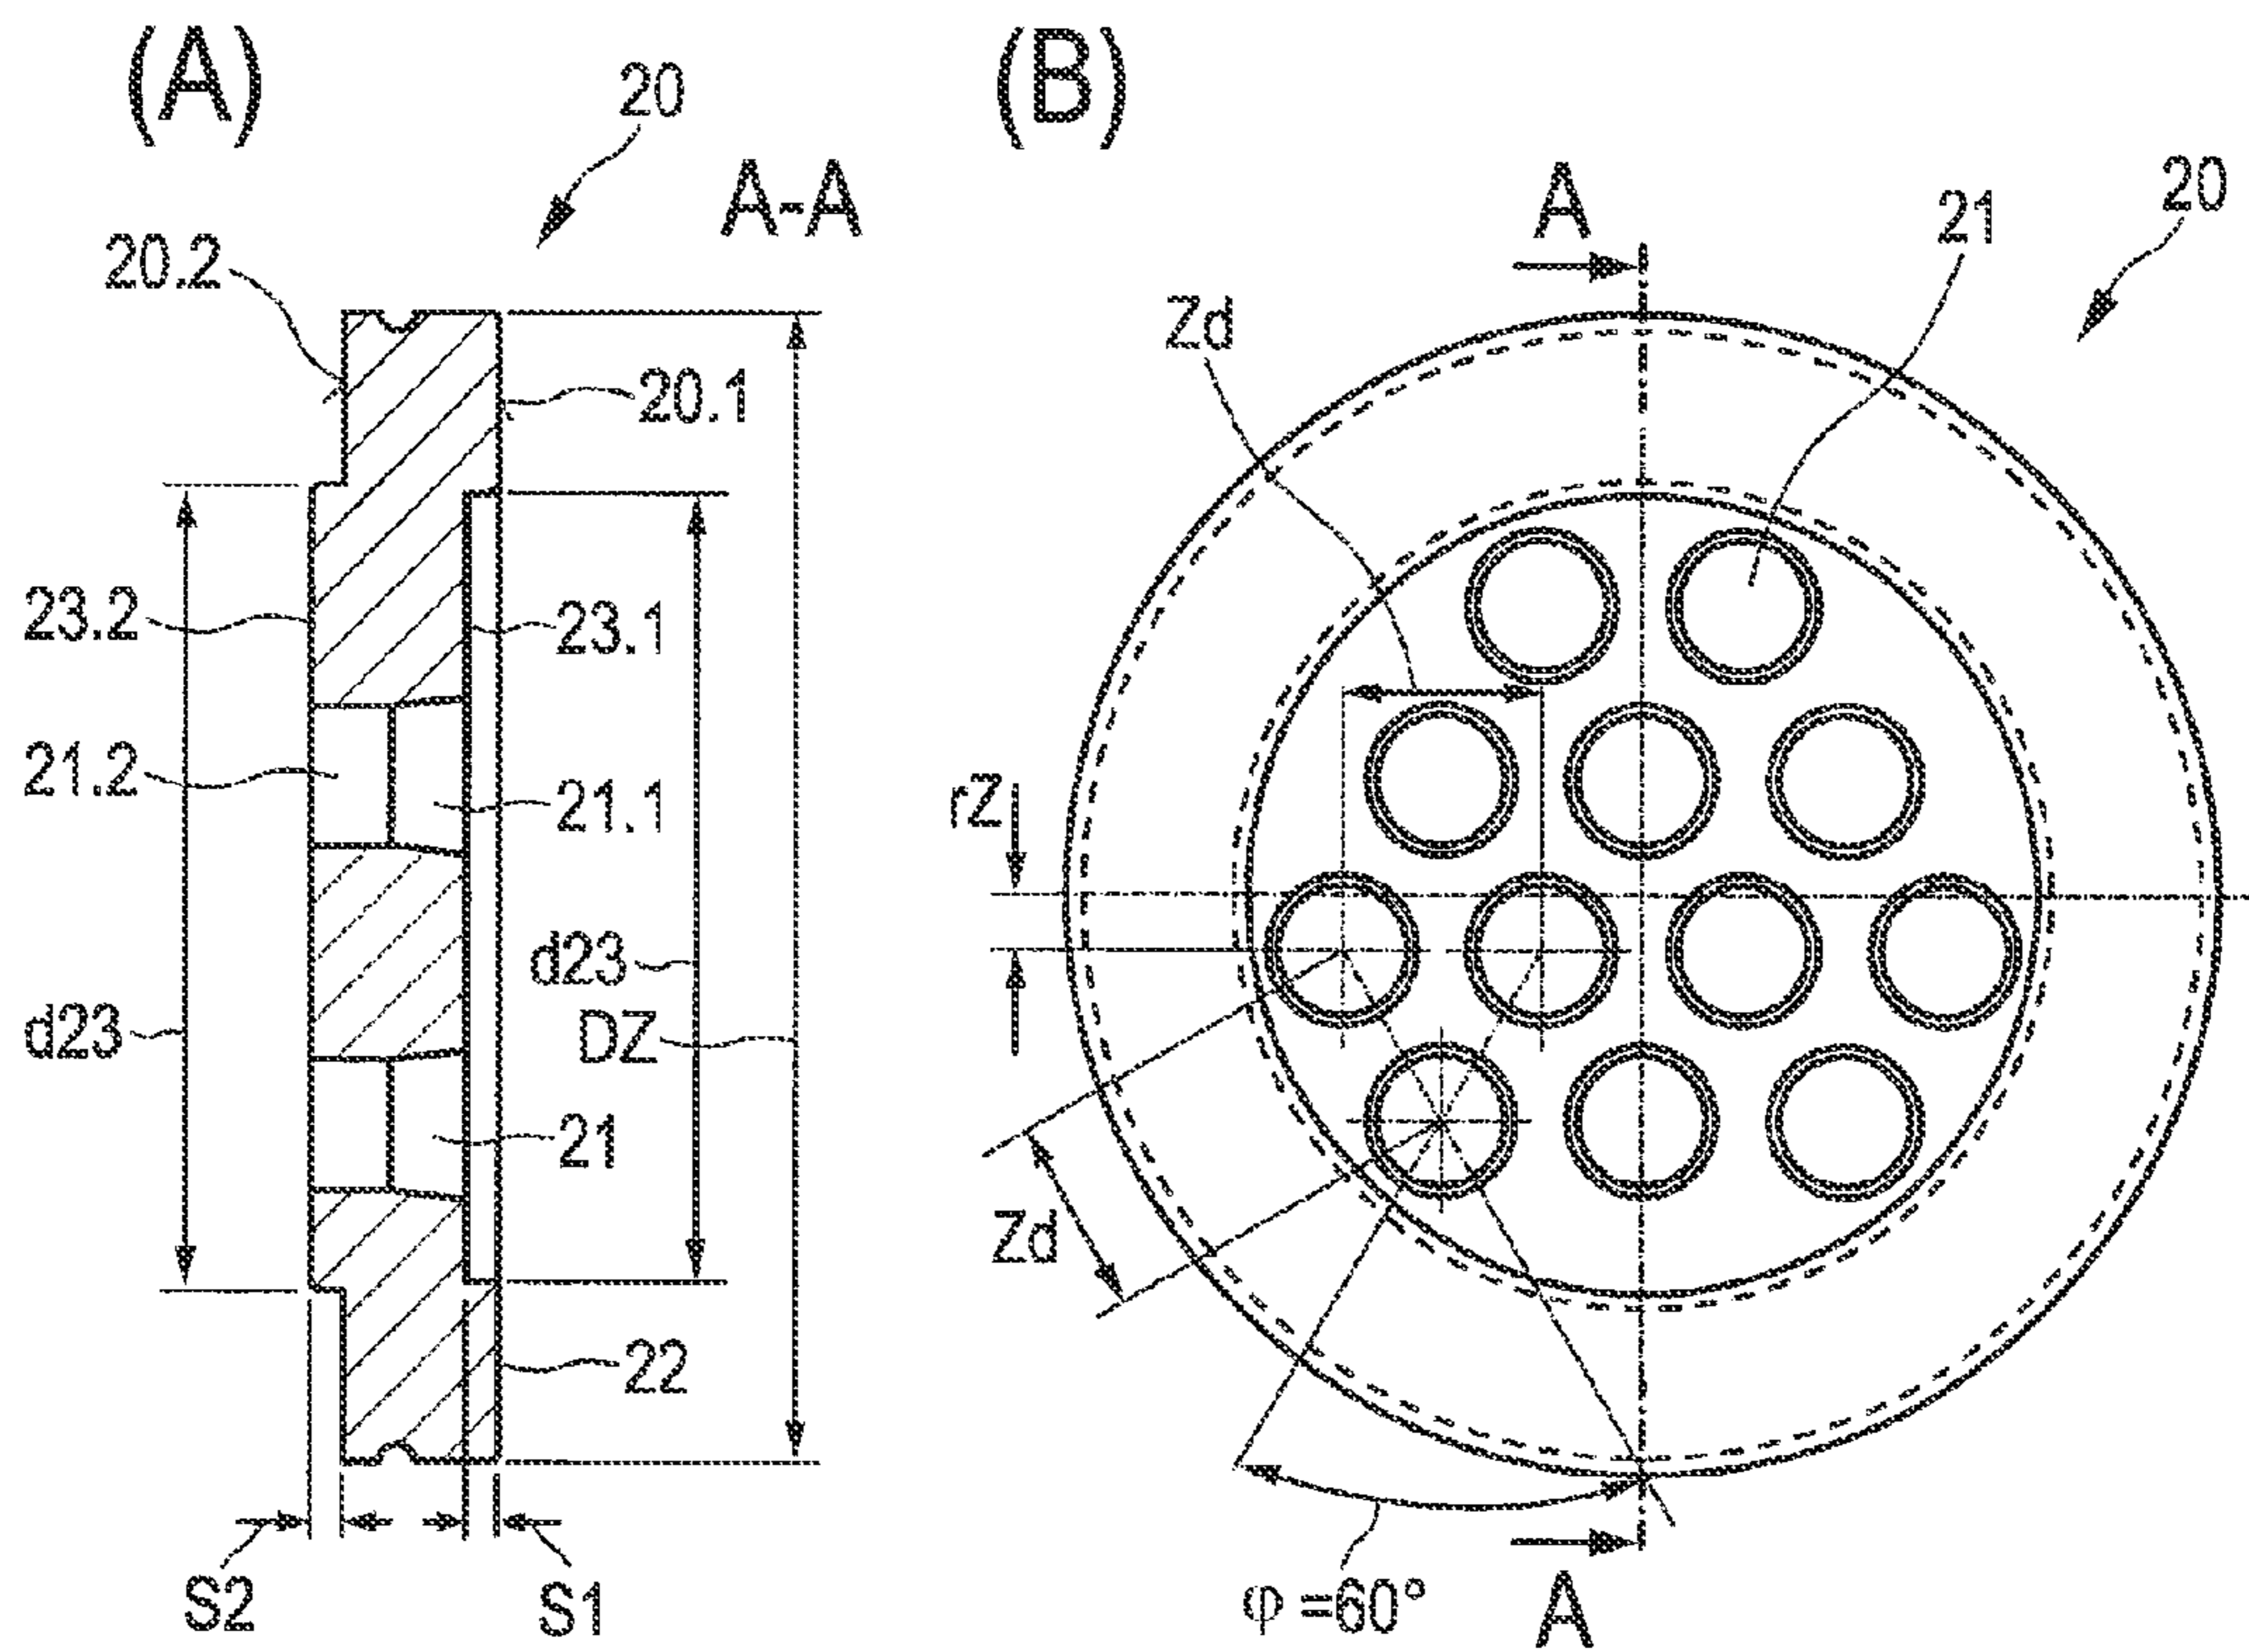 (A)
20
A-A
20.2
20.1
23.2
23.1
21.2
21.1
d23
d23
DZ
21
22
S2
S1
(B)
A
21
20
Zd
rZ
Zd
φ=60°
A